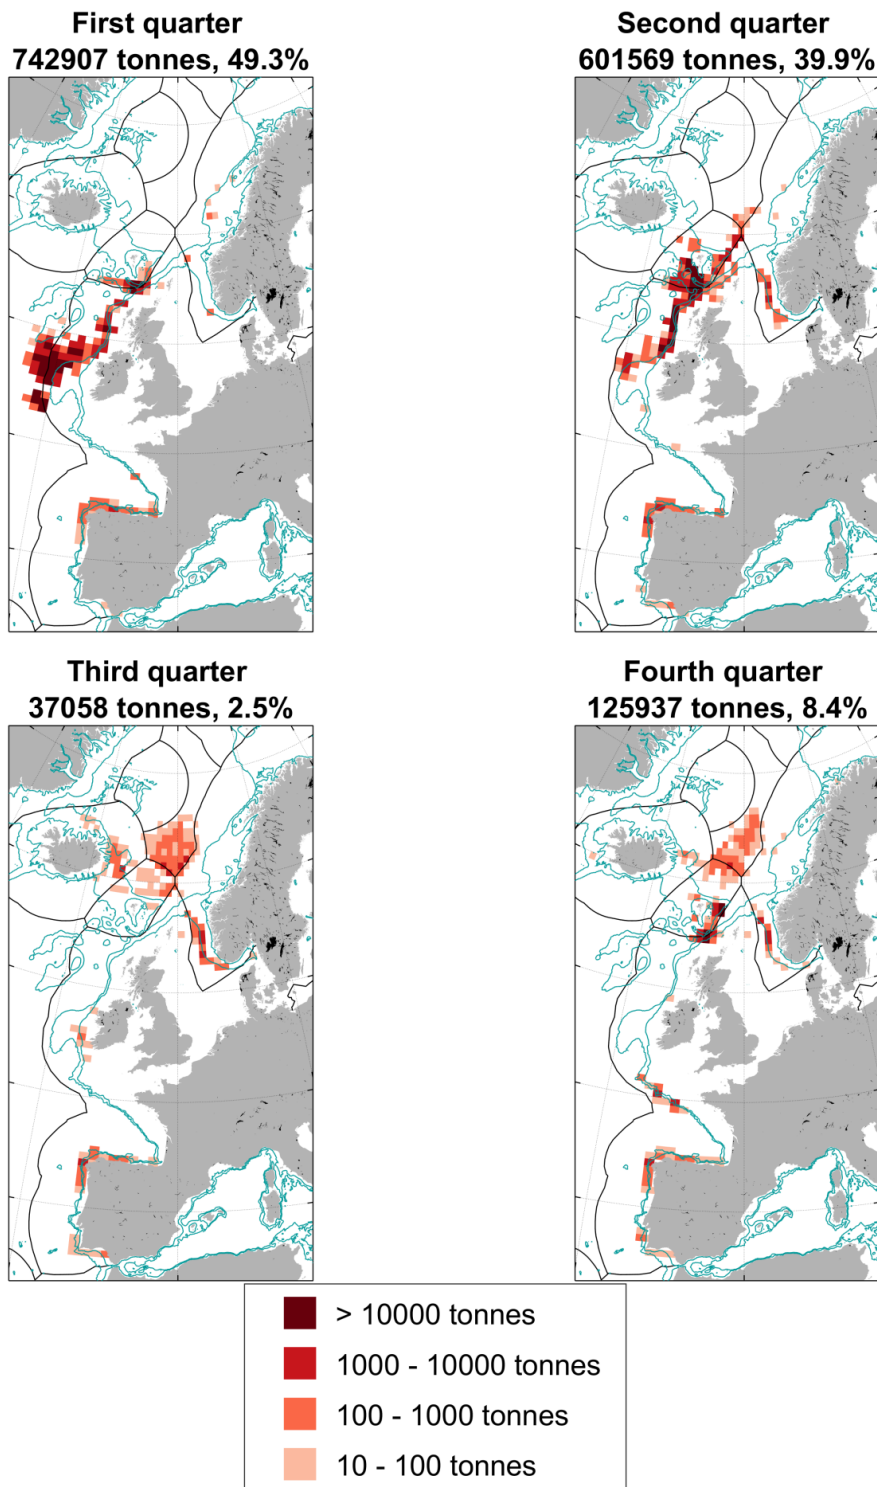 First quarter
742907 tonnes, 49.3%
Second quarter
601569 tonnes, 39.9%
Third quarter
37058 tonnes, 2.5%
Fourth quarter
125937 tonnes, 8.4%
> 10000 tonnes
1000 - 10000 tonnes
100 - 1000 tonnes
10 - 100 tonnes